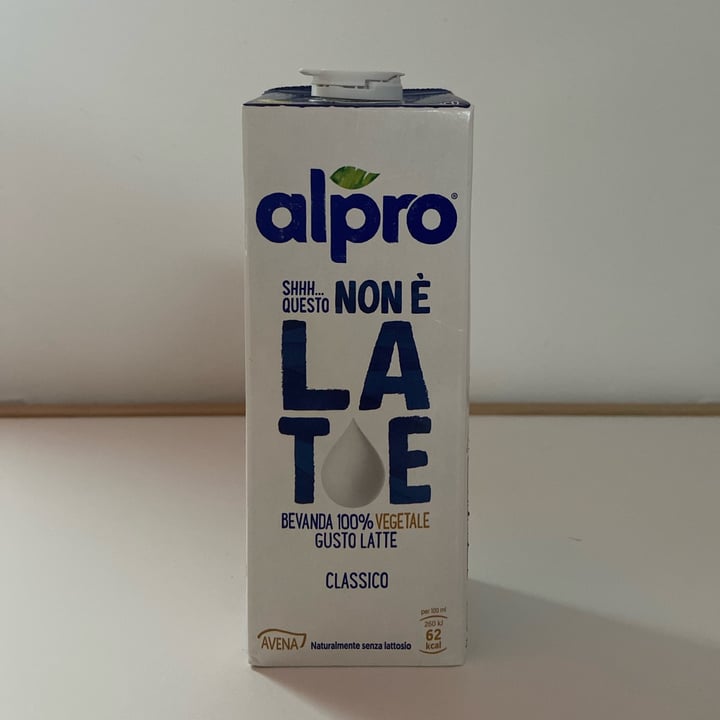 alpro®
SHHH...
QUESTO NON È
LA
T E
BEVANDA 100% VEGETALE
GUSTO LATTE
CLASSICO
AVENA
Naturalmente senza lattosio
per 100 ml
260 kJ
62
kcal